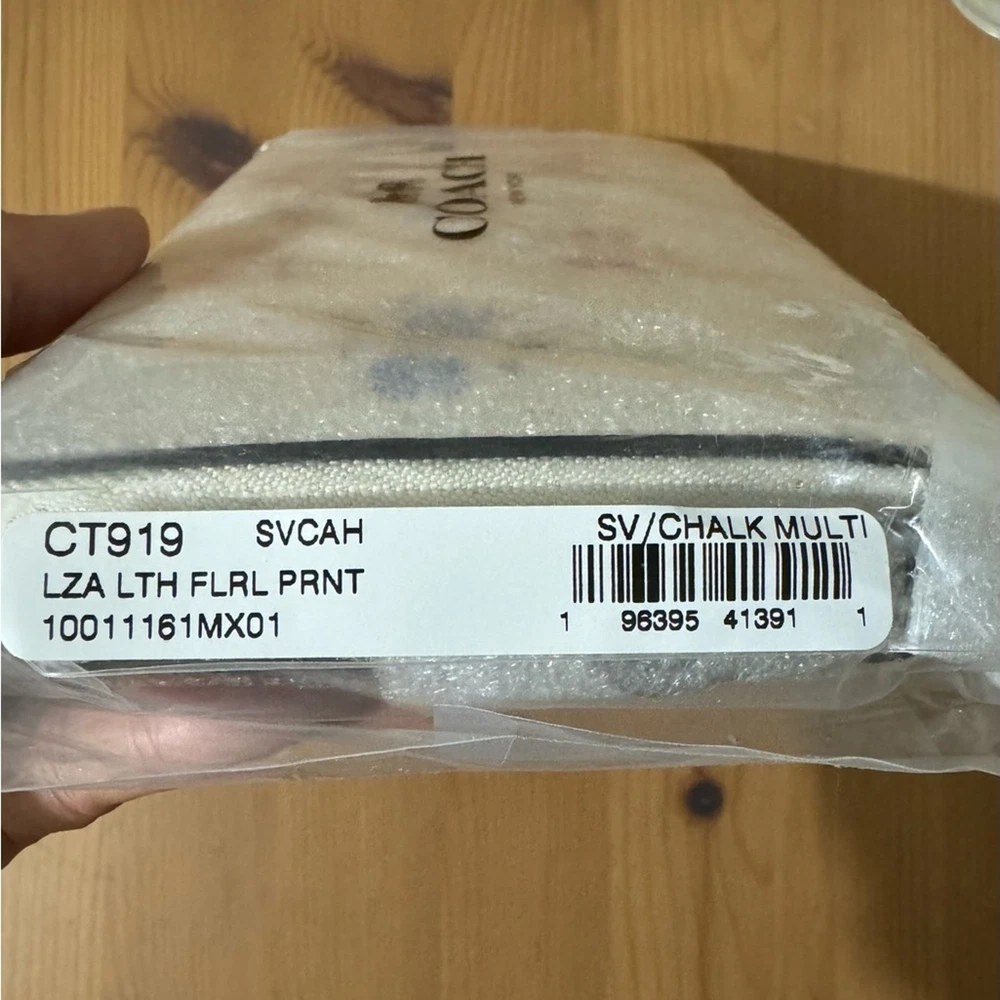 COACH
CT919 SVCAH SV/CHALK MULTI
LZA LTH FLRL PRNT
10011161MX01
1 96395 41391 1